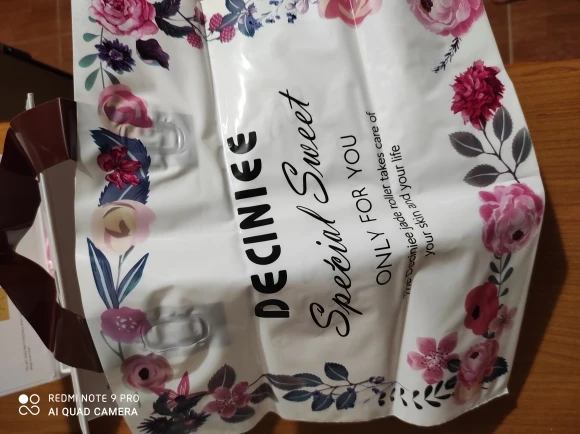 DECINIEE
Special Sweet
ONLY FOR YOU
The Deciniee jade roller takes care of
your skin and your life
REDMI NOTE 9 PRO
AI QUAD CAMERA